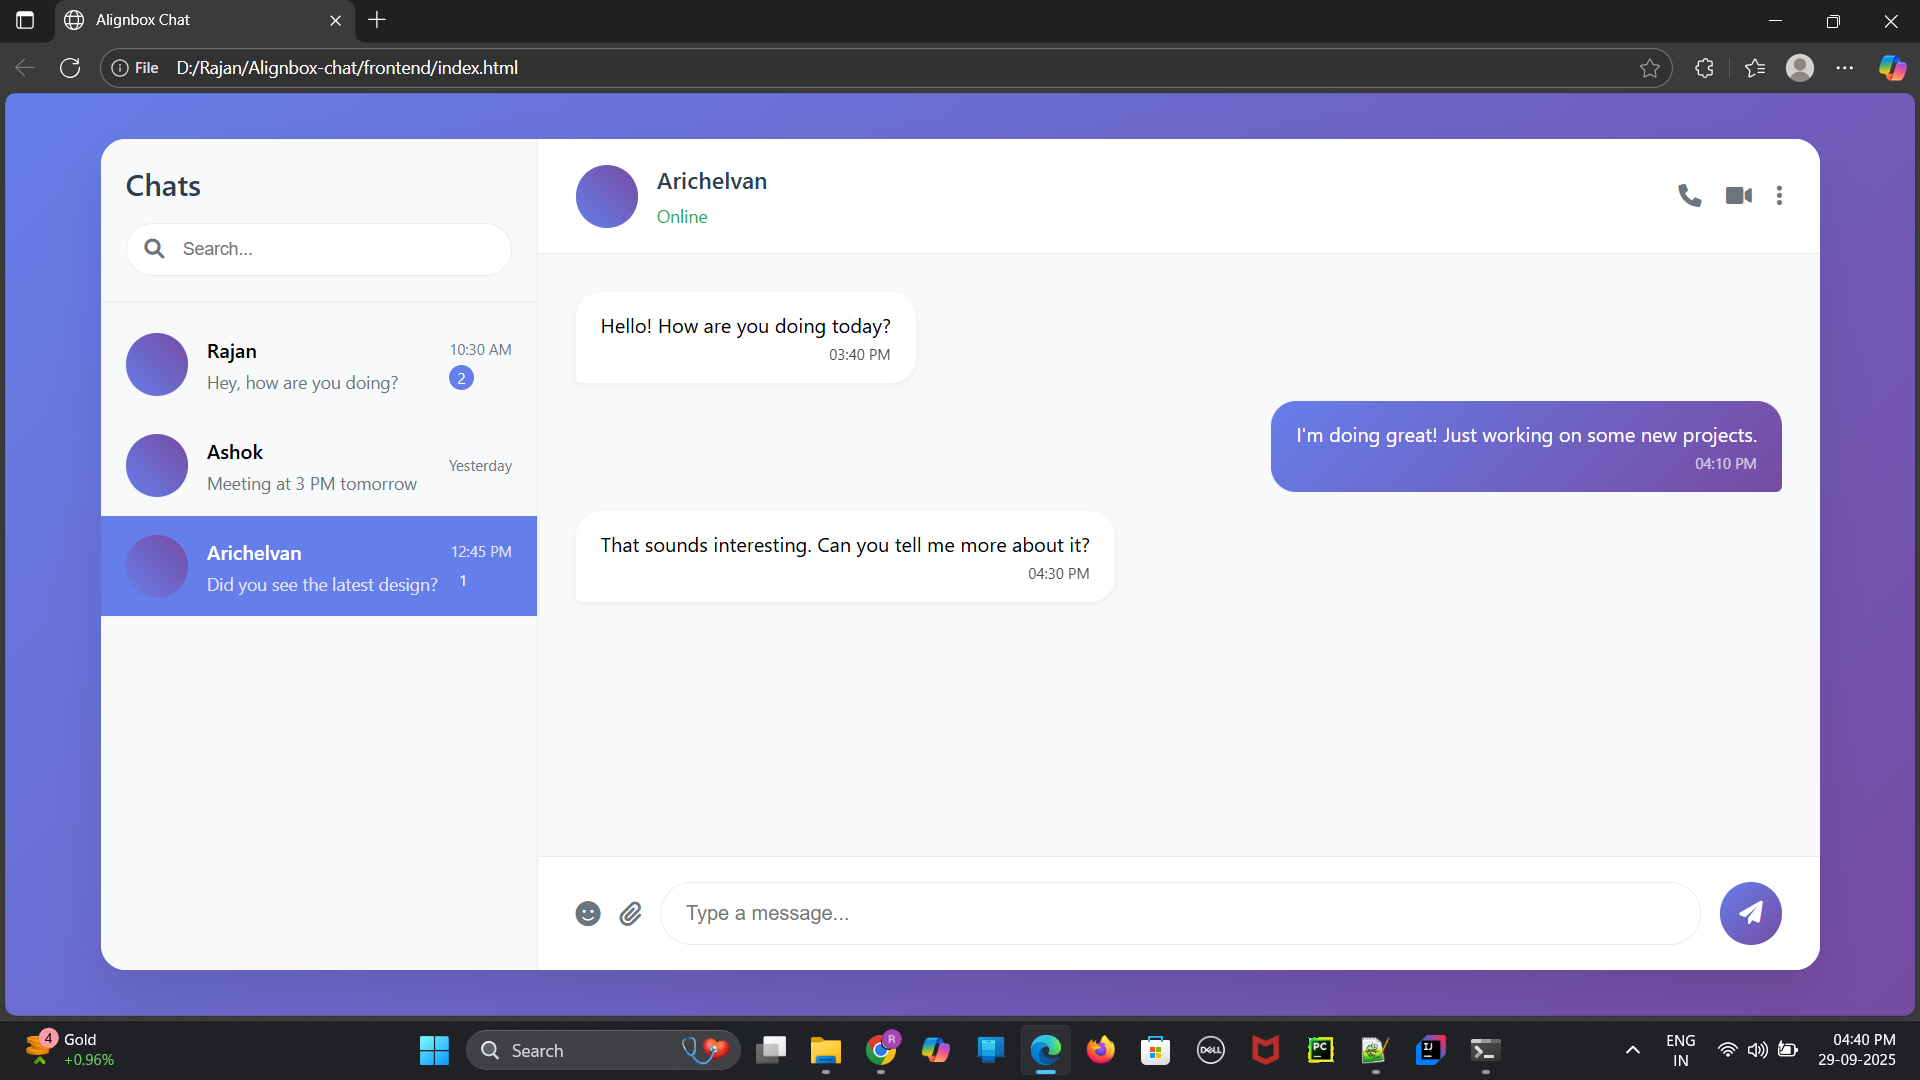 Alignbox Chat
File D:/Rajan/Alignbox-chat/frontend/index.html
Chats
Search...
Rajan 10:30 AM
Hey, how are you doing? 2
Ashok
Yesterday
Meeting at 3 PM tomorrow
Arichelvan 12:45 PM
Did you see the latest design? 1
Arichelvan
Online
Hello! How are you doing today?
03:40 PM
I'm doing great! Just working on some new projects.
04:10 PM
That sounds interesting. Can you tell me more about it?
04:30 PM
Type a message...
4
Gold
+0.96%
Search
R
DELL
PC
IJ
ENG
IN
04:40 PM
29-09-2025